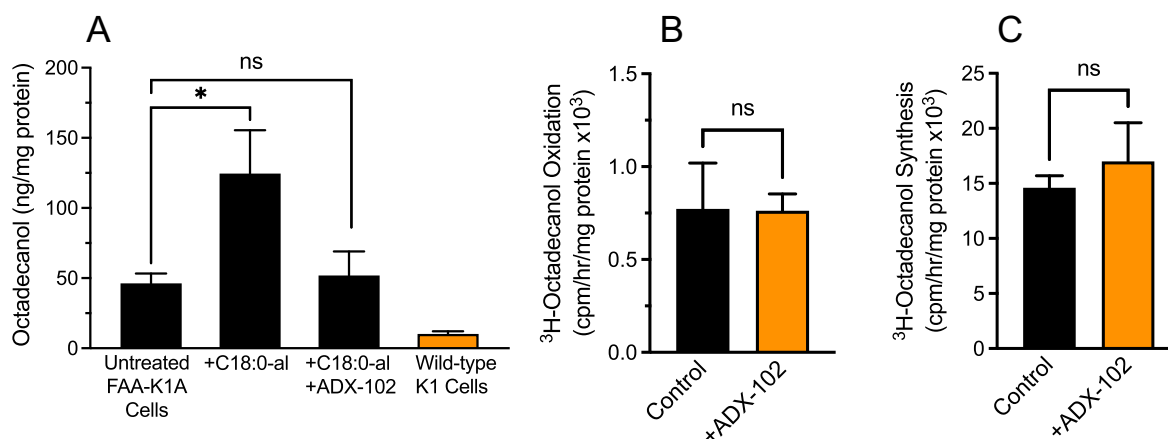 A
Octadecanol (ng/mg protein)
200
150
100
50
0
ns
*
Untreated
FAA-K1A
Cells
+C18:0-al
+C18:0-al
+ADX-102
Wild-type
K1 Cells
B
³H-Octadecanol Oxidation
(cpm/hr/mg protein x10³)
1.5
1.0
0.5
0.0
ns
Control
+ADX-102
C
³H-Octadecanol Synthesis
(cpm/hr/mg protein x10³)
25
20
15
10
5
0
ns
Control
+ADX-102